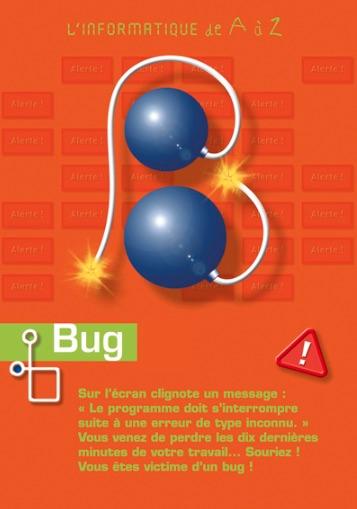 L'INFORMATIQUE de A à Z
Alerte ! Alerte ! Alerte !
Alerte ! Alerte !
Alerte ! Alerte ! Alerte !
Alerte ! Alerte !
Alerte ! Alerte ! Alerte !
Alerte ! Alerte ! Alerte !
Alerte ! Alerte ! Alerte !
Bug
!
Sur l'écran clignote un message :
« Le programme doit s'interrompre
suite à une erreur de type inconnu. »
Vous venez de perdre les dix dernières
minutes de votre travail... Souriez !
Vous êtes victime d'un bug !